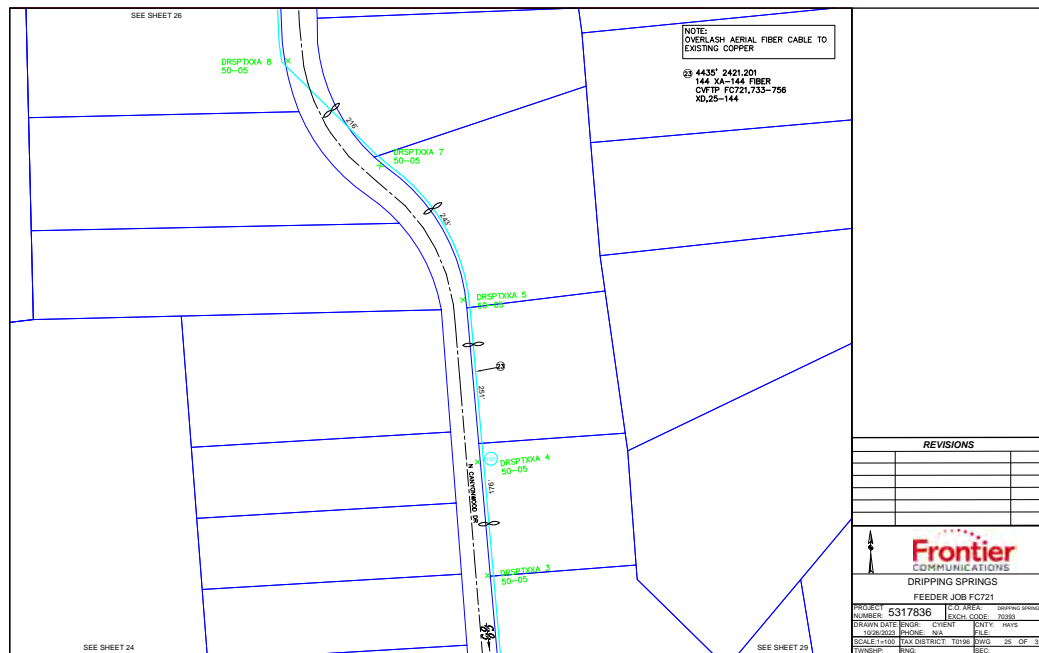 SEE SHEET 26
NOTE:
OVERLASH AERIAL FIBER CABLE TO
EXISTING COPPER
23 4435' 2421.201
144 XA-144 FIBER
CVFTP FC721,733-756
XD,25-144
DRSPTXXA 8
50-05
216'
DRSPTXXA 7
50-05
243'
DRSPTXXA 5
50-05
23
251'
DRSPTXXA 4
50-05
176'
N CANYONWOOD DR
DRSPTXXA 3
50-05
SEE SHEET 24
SEE SHEET 29
REVISIONS
Frontier
COMMUNICATIONS
DRIPPING SPRINGS
FEEDER JOB FC721
PROJECT NUMBER: 5317836
C.O. AREA: DRIPPING SPRING
EXCH. CODE: 70393
DRAWN DATE: 10/26/2023
ENGR: CYIENT
PHONE: N/A
CNTY: HAYS
FILE:
SCALE:1=100
TAX DISTRICT: T0196
DWG 25 OF
TWNSHP:
RNG:
SEC: